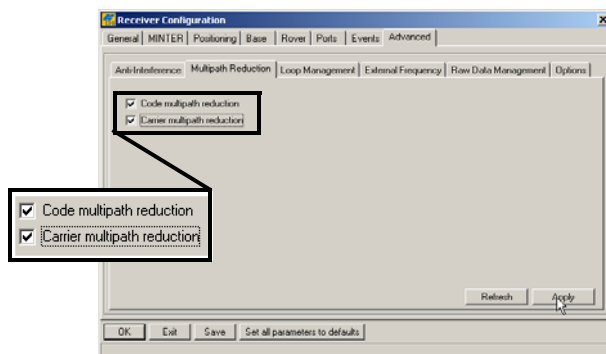 Receiver Configuration
General MINTER Positioning Base Rover Ports Events Advanced
Anti-Interference Multipath Reduction Loop Management External Frequency Raw Data Management Options
Code multipath reduction
Carrier multipath reduction
Code multipath reduction
Carrier multipath reduction
Refresh Apply
OK Exit Save Set all parameters to defaults